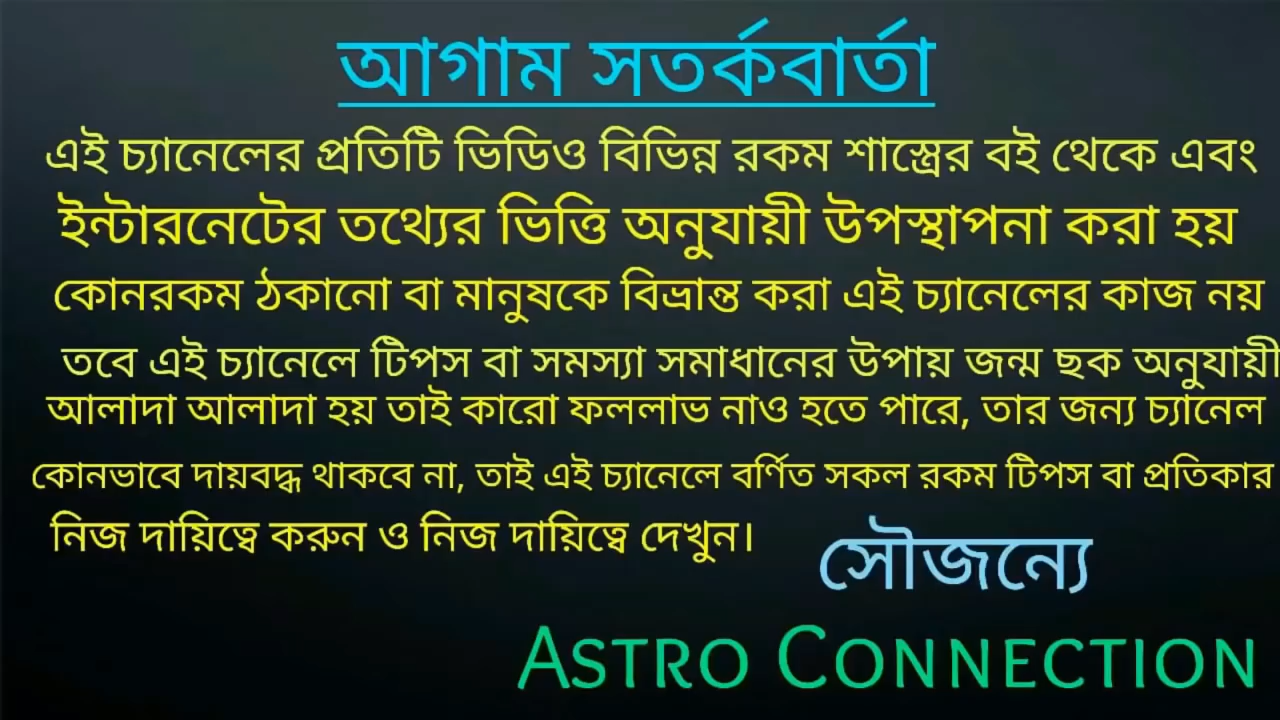 আগাম সতর্কবার্তা
এই চ্যানেলের প্রতিটি ভিডিও বিভিন্ন রকম শাস্ত্রের বই থেকে এবং
ইন্টারনেটের তথ্যের ভিত্তি অনুযায়ী উপস্থাপনা করা হয়
কোনরকম ঠকানো বা মানুষকে বিভ্রান্ত করা এই চ্যানেলের কাজ নয়
তবে এই চ্যানেলে টিপস বা সমস্যা সমাধানের উপায় জন্ম ছক অনুযায়ী
আলাদা আলাদা হয় তাই কারো ফললাভ নাও হতে পারে, তার জন্য চ্যানেল
কোনভাবে দায়বদ্ধ থাকবে না, তাই এই চ্যানেলে বর্ণিত সকল রকম টিপস বা প্রতিকার
নিজ দায়িত্বে করুন ও নিজ দায়িত্বে দেখুন।
সৌজন্যে
ASTRO CONNECTION